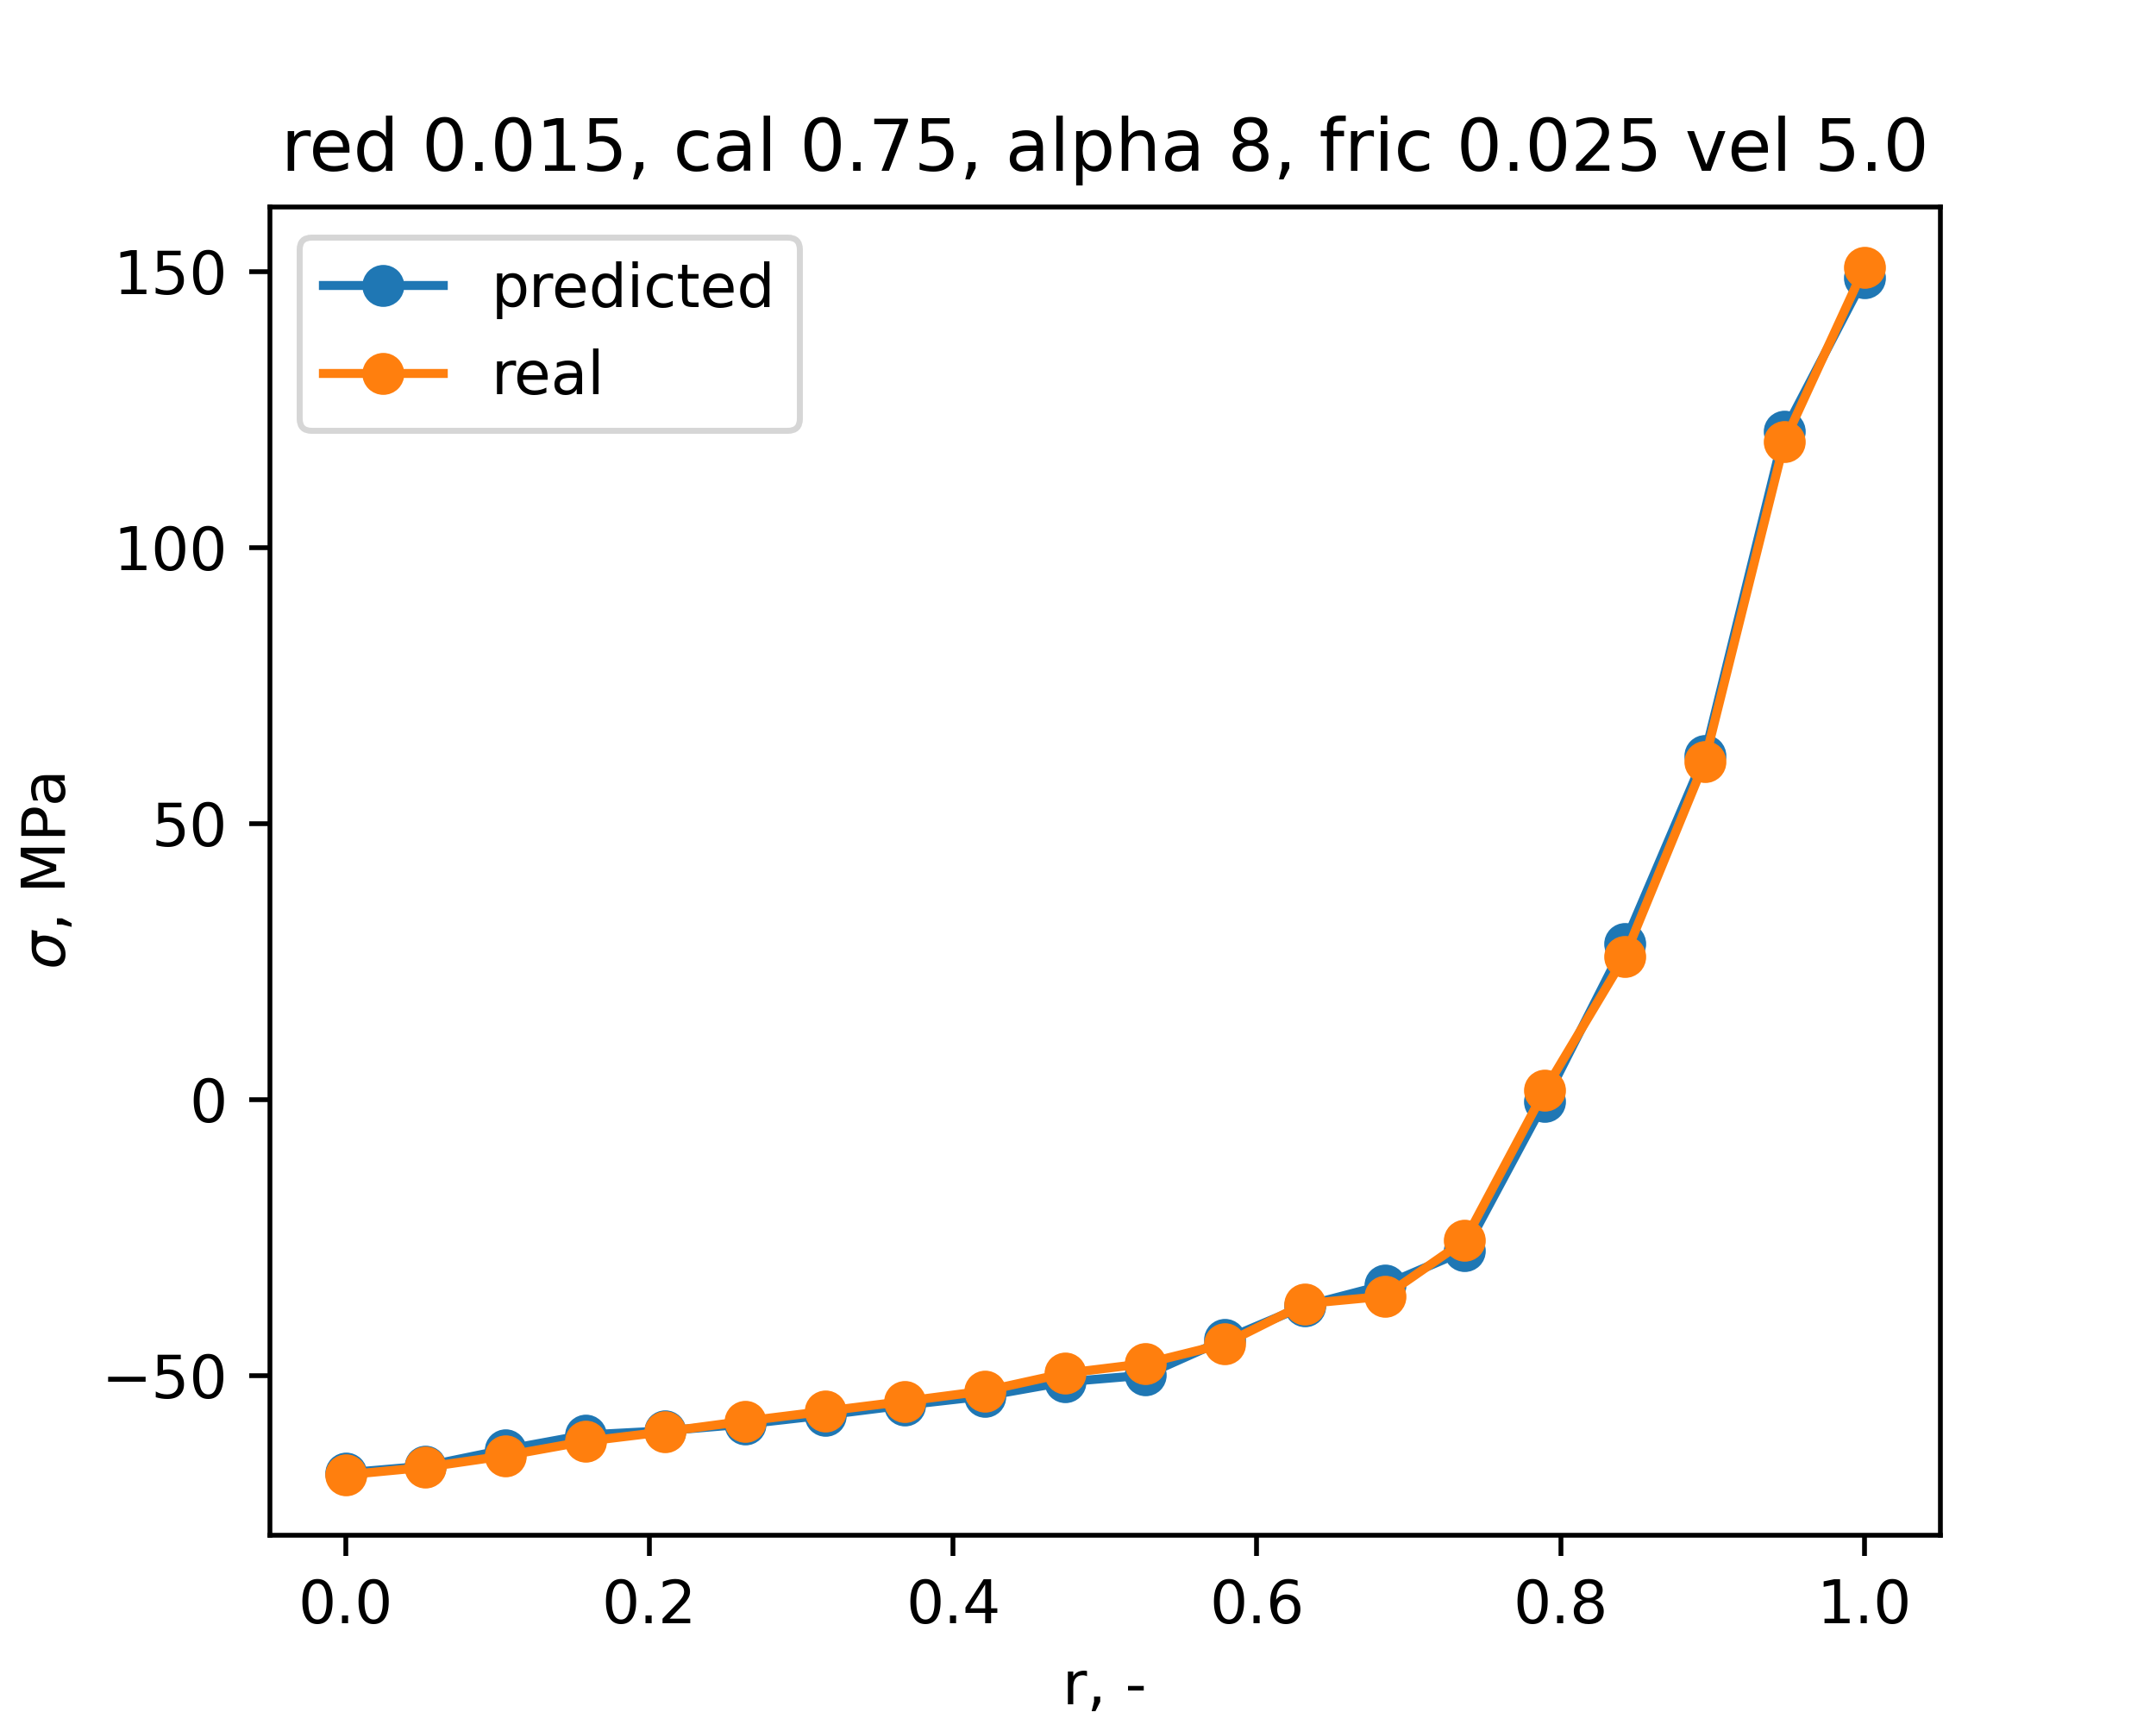 red 0.015, cal 0.75, alpha 8, fric 0.025 vel 5.0
predicted
real
150
100
50
0
−50
σ, MPa
0.0 0.2 0.4 0.6 0.8 1.0
r, -